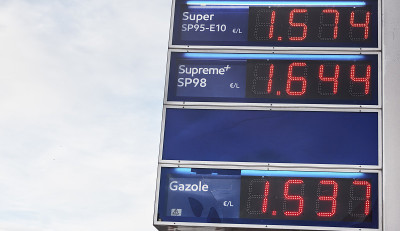 Super
SP95-E10 €/L 1.574
Supreme+
SP98 €/L 1.644
Gazole
€/L 1.537